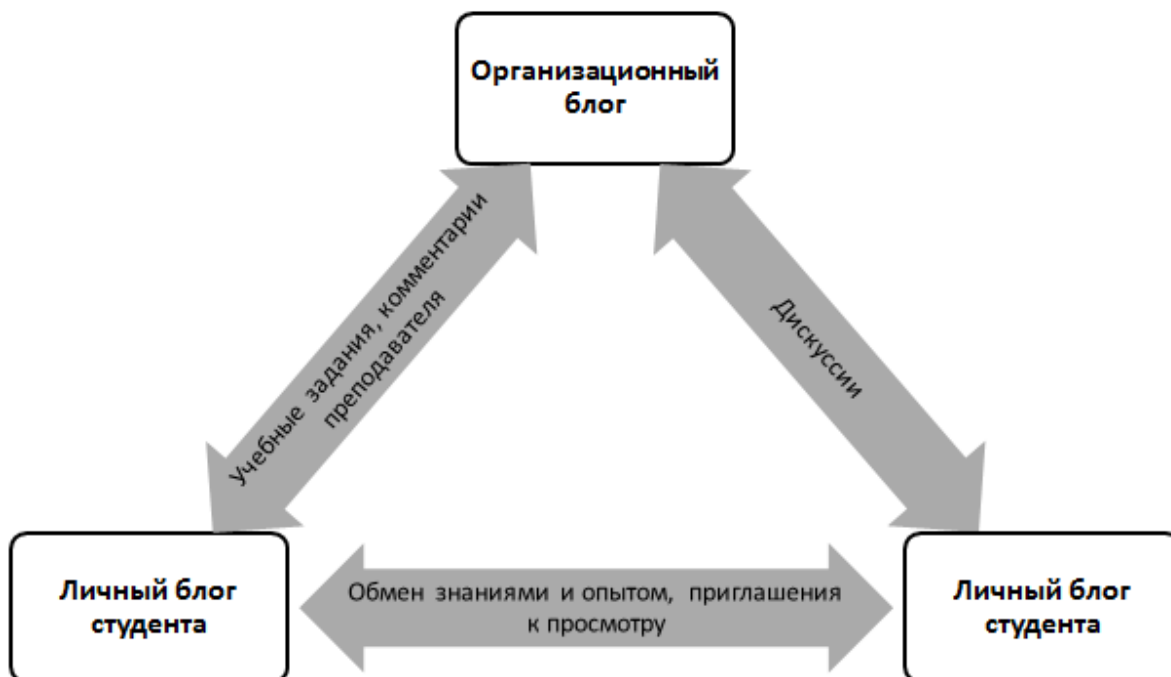 Организационный
блог
Учебные задания, комментарии
преподавателя
Дискуссии
Личный блог
студента
Обмен знаниями и опытом, приглашения
к просмотру
Личный блог
студента